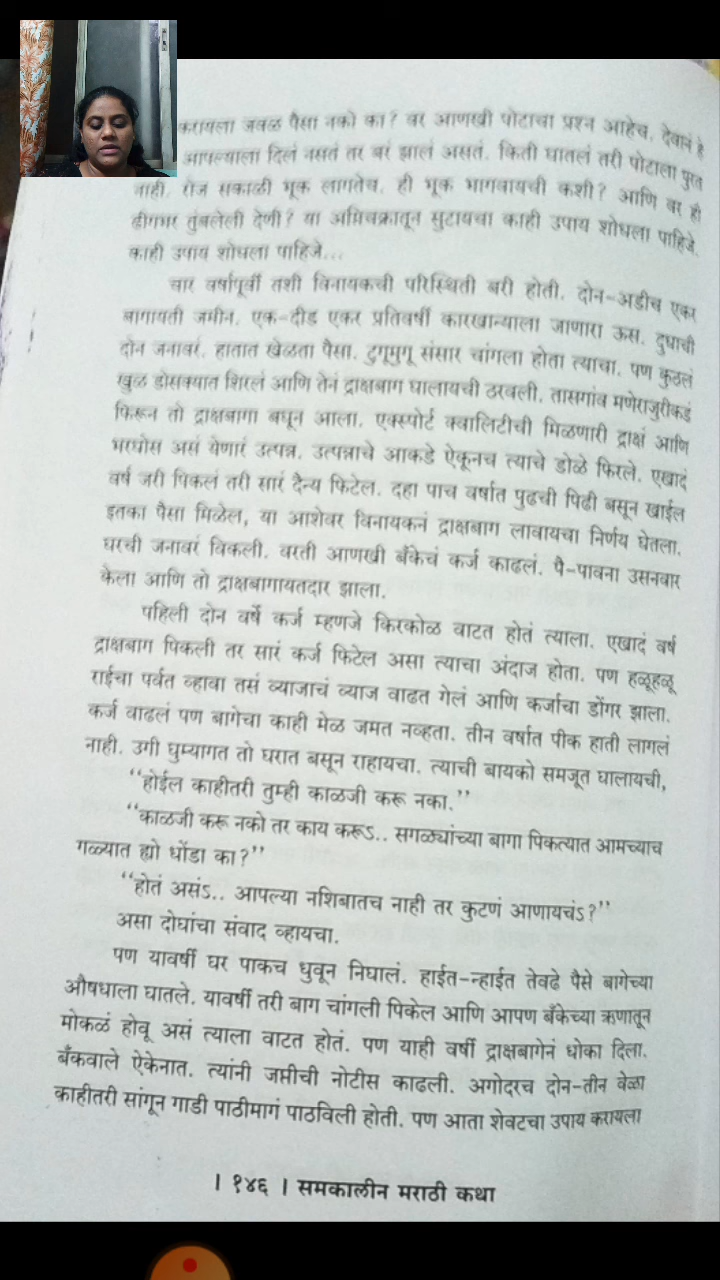 करायला जवळ पैसा नको का? वर आणखी पोटाचा प्रश्न आहेच. देवानं हे
आपल्याला दिलं नसतं तर बरं झालं असतं. किती घातलं तरी पोटाला पुरत
नाही. रोज सकाळी भूक लागतेच. ही भूक भागवायची कशी? आणि वर ही
ढीगभर तुंबलेली देणी? या अग्निचक्रातून सुटायचा काही उपाय शोधला पाहिजे.
काही उपाय शोधला पाहिजे...
चार वर्षापूर्वी तशी विनायकची परिस्थिती बरी होती. दोन-अडीच एकर
बागायती जमीन. एक-दीड एकर प्रतिवर्षी कारखान्याला जाणारा ऊस. दुधाची
दोन जनावरं. हातात खेळता पैसा. टुगूमुगू संसार चांगला होता त्याचा. पण कुठलं
खुळ डोसक्यात शिरलं आणि तेनं द्राक्षबाग घालायची ठरवली. तासगांव मणेराजुरीकडं
फिरून तो द्राक्षबागा बघून आला. एक्स्पोर्ट क्वालिटीची मिळणारी द्राक्षं आणि
भरघोस असं येणारं उत्पन्न. उत्पन्नाचे आकडे ऐकूनच त्याचे डोळे फिरले. एखादं
वर्ष जरी पिकलं तरी सारं दैन्य फिटेल. दहा पाच वर्षात पुढची पिढी बसून खाईल
इतका पैसा मिळेल, या आशेवर विनायकनं द्राक्षबाग लावायचा निर्णय घेतला.
घरची जनावरं विकली. वरती आणखी बँकेचं कर्ज काढलं. पै-पावना उसनवार
केला आणि तो द्राक्षबागायतदार झाला.
पहिली दोन वर्षे कर्ज म्हणजे किरकोळ वाटत होतं त्याला. एखादं वर्ष
द्राक्षबाग पिकली तर सारं कर्ज फिटेल असा त्याचा अंदाज होता. पण हळूहळू
राईचा पर्वत व्हावा तसं व्याजाचं व्याज वाढत गेलं आणि कर्जाचा डोंगर झाला.
कर्ज वाढलं पण बागेचा काही मेळ जमत नव्हता. तीन वर्षात पीक हाती लागलं
नाही. उगी घुम्यागत तो घरात बसून राहायचा. त्याची बायको समजूत घालायची,
“होईल काहीतरी तुम्ही काळजी करू नका.”
“काळजी करू नको तर काय करूऽ.. सगळ्यांच्या बागा पिकत्यात आमच्याच
गळ्यात ह्यो धोंडा का?”
“होतं असंऽ.. आपल्या नशिबातच नाही तर कुटणं आणायचंऽ?”
असा दोघांचा संवाद व्हायचा.
पण यावर्षी घर पाकच धुवून निघालं. हाईत-न्हाईत तेवढे पैसे बागेच्या
औषधाला घातले. यावर्षी तरी बाग चांगली पिकेल आणि आपण बँकेच्या ऋणातून
मोकळं होवू असं त्याला वाटत होतं. पण याही वर्षी द्राक्षबागेनं धोका दिला.
बँकवाले ऐकेनात. त्यांनी जप्तीची नोटीस काढली. अगोदरच दोन-तीन वेळा
काहीतरी सांगून गाडी पाठीमागं पाठविली होती. पण आता शेवटचा उपाय करायला
। १४६ । समकालीन मराठी कथा